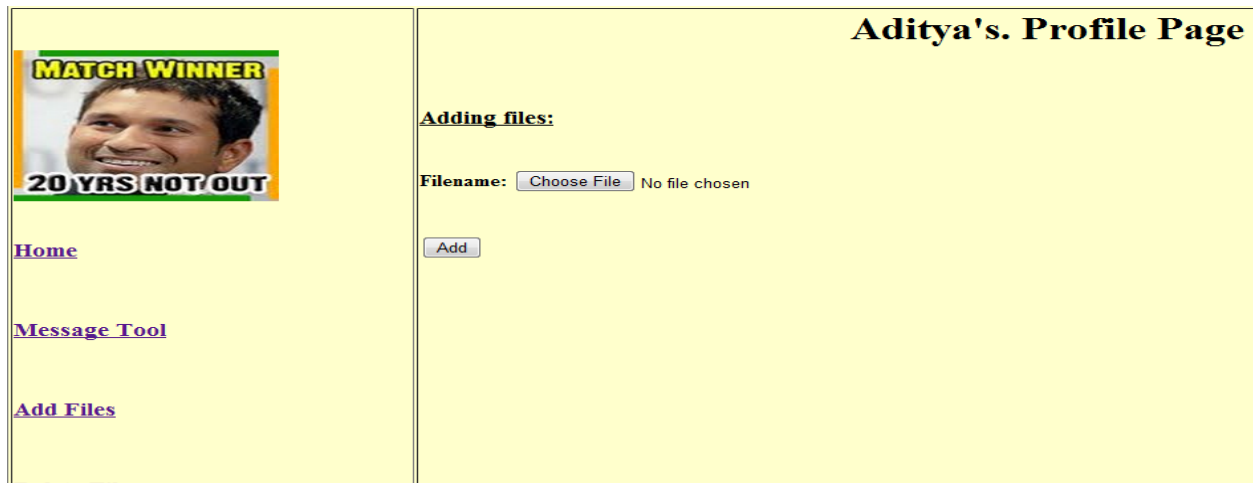 Aditya's. Profile Page
MATCH WINNER
20 YRS NOT OUT
Home
Message Tool
Add Files
Adding files:
Filename: Choose File No file chosen
Add